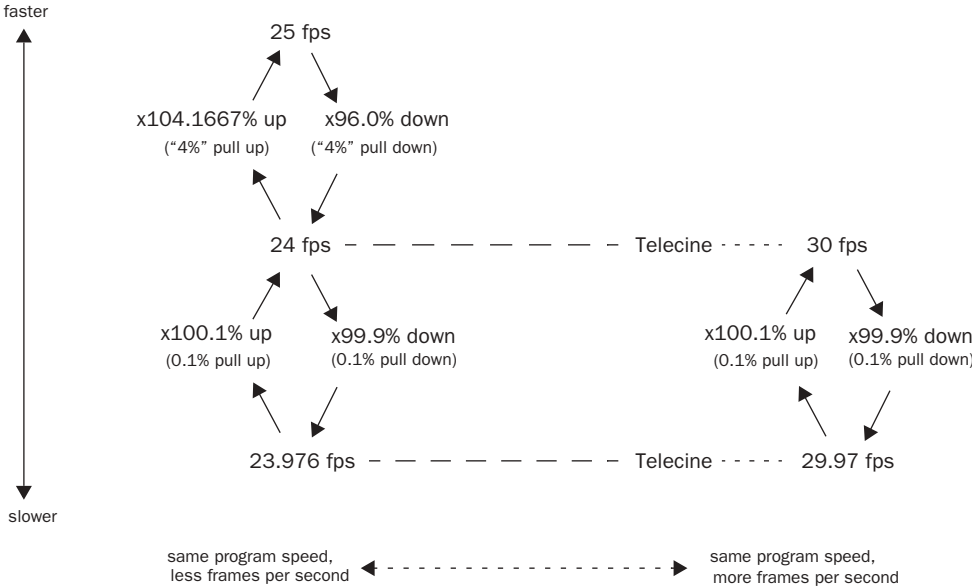 faster
25 fps
x104.1667% up x96.0% down
(“4%” pull up) (“4%” pull down)
24 fps Telecine 30 fps
x100.1% up x99.9% down x100.1% up x99.9% down
(0.1% pull up) (0.1% pull down) (0.1% pull up) (0.1% pull down)
23.976 fps Telecine 29.97 fps
slower
same program speed,
less frames per second
same program speed,
more frames per second